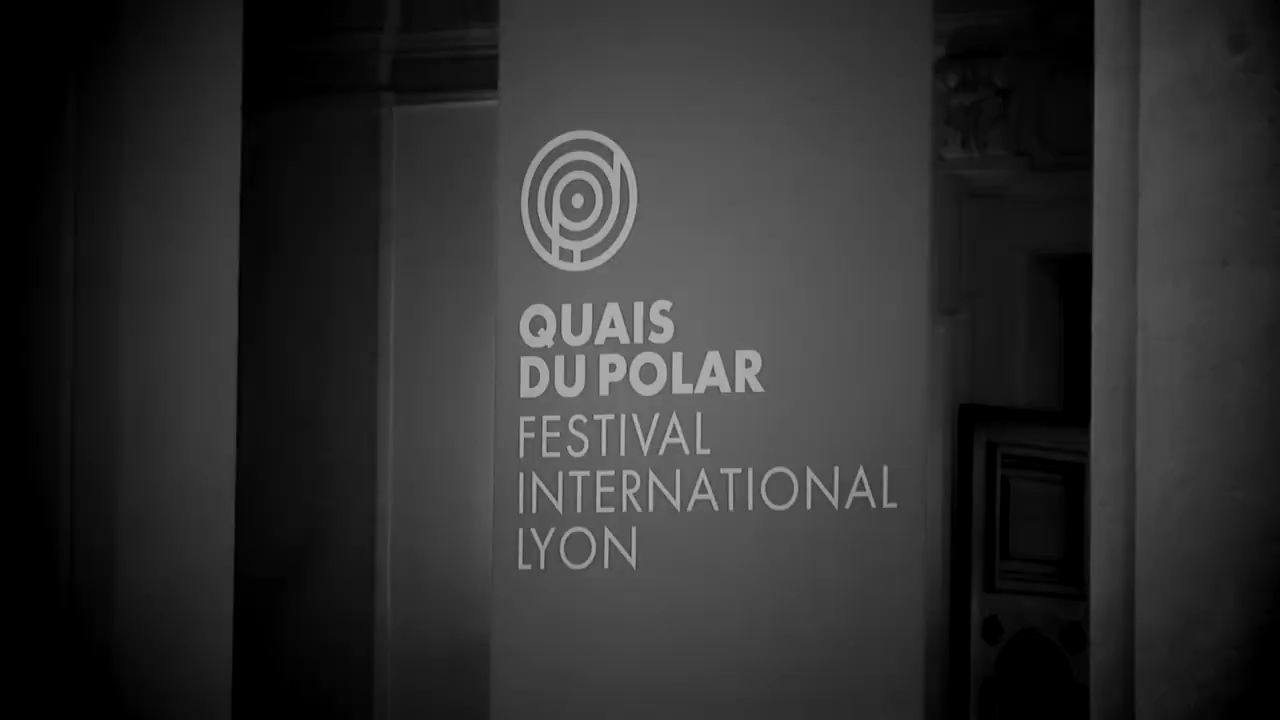 QUAIS
DU POLAR
FESTIVAL
INTERNATIONAL
LYON